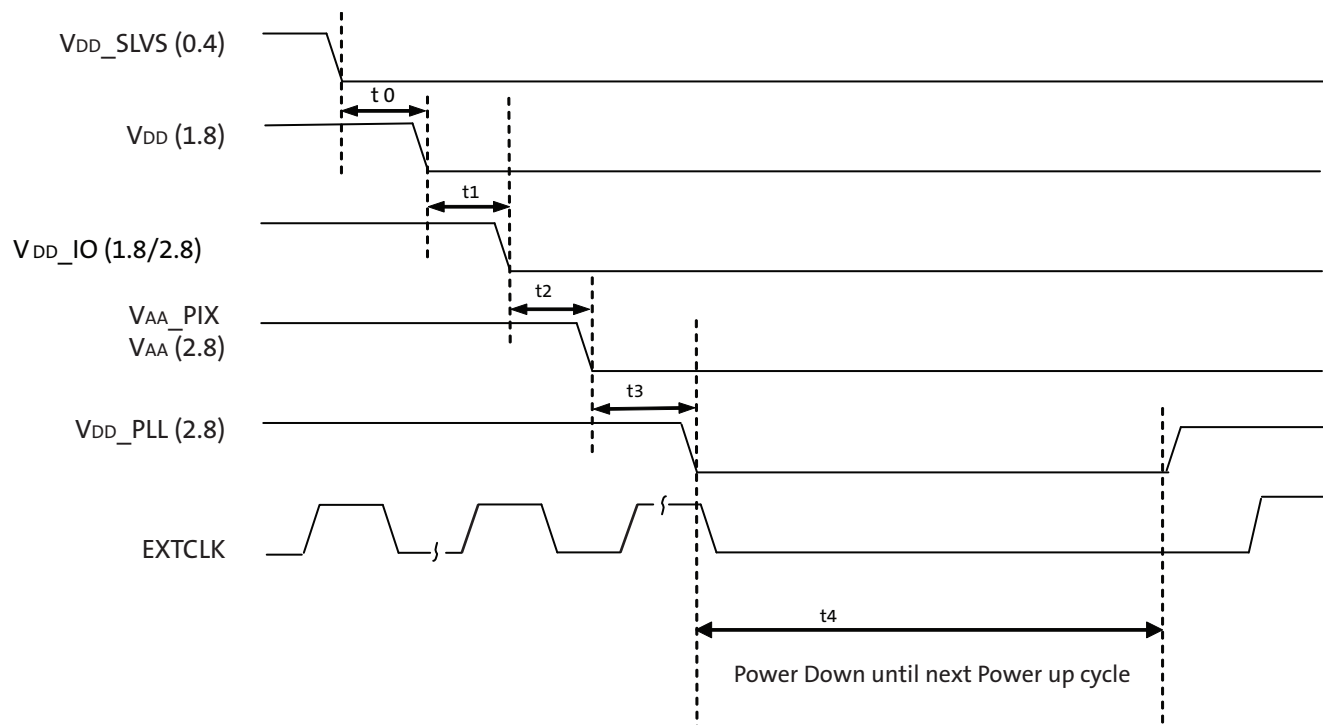 VDD_SLVS (0.4)
t 0
VDD (1.8)
t1
VDD_IO (1.8/2.8)
t2
VAA_PIX
VAA (2.8)
t3
VDD_PLL (2.8)
EXTCLK
t4
Power Down until next Power up cycle